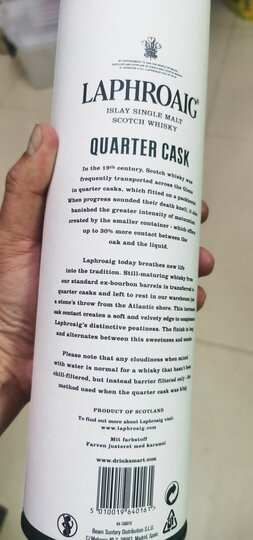 LAPHROAIG®
ISLAY SINGLE MALT
SCOTCH WHISKY
QUARTER CASK
In the 19th century, Scotch whisky was
frequently transported across the Glens
in quarter casks, which fitted on a packhorse.
When progress sounded their death knell, it also
banished the greater intensity of maturation
created by the smaller container - which offers
up to 30% more contact between the
oak and the liquid.
Laphroaig today breathes new life
into the tradition. Still-maturing whisky from
our standard ex-bourbon barrels is transferred to
quarter casks and left to rest in our warehouse just
a stone's throw from the Atlantic shore. This increased
oak contact creates a soft and velvety edge to complement
Laphroaig's distinctive peatiness. The finish is long
and alternates between this sweetness and smoke.
Please note that any cloudiness when mixed
with water is normal for a whisky that hasn't been
chill-filtered, but instead barrier filtered only - the
method used when the quarter cask was king.
PRODUCT OF SCOTLAND
To find out more about Laphroaig visit
www.laphroaig.com
Mit farbstoff
Farven justeret med karamel
www.drinksmart.com
5 010019 640161
Beam Suntory Distribution S.L.U.
Madrid, Spain